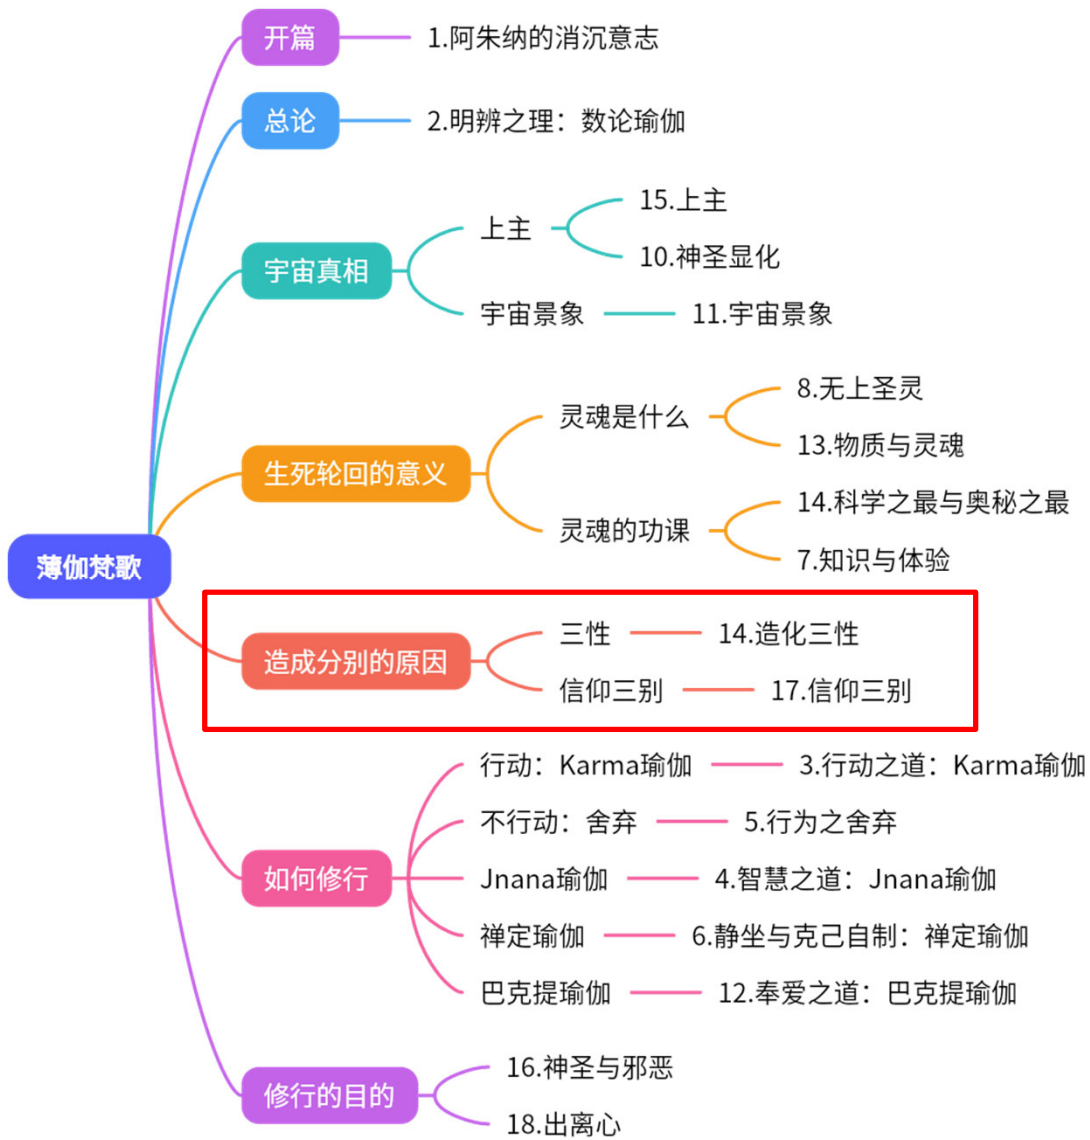 开篇
1.阿朱纳的消沉意志
总论
2.明辨之理：数论瑜伽
宇宙真相
上主
15.上主
10.神圣显化
宇宙景象
11.宇宙景象
生死轮回的意义
灵魂是什么
8.无上圣灵
13.物质与灵魂
灵魂的功课
14.科学之最与奥秘之最
7.知识与体验
薄伽梵歌
造成分别的原因
三性
14.造化三性
信仰三别
17.信仰三别
如何修行
行动：Karma瑜伽
3.行动之道：Karma瑜伽
不行动：舍弃
5.行为之舍弃
Jnana瑜伽
4.智慧之道：Jnana瑜伽
禅定瑜伽
6.静坐与克己自制：禅定瑜伽
巴克提瑜伽
12.奉爱之道：巴克提瑜伽
修行的目的
16.神圣与邪恶
18.出离心